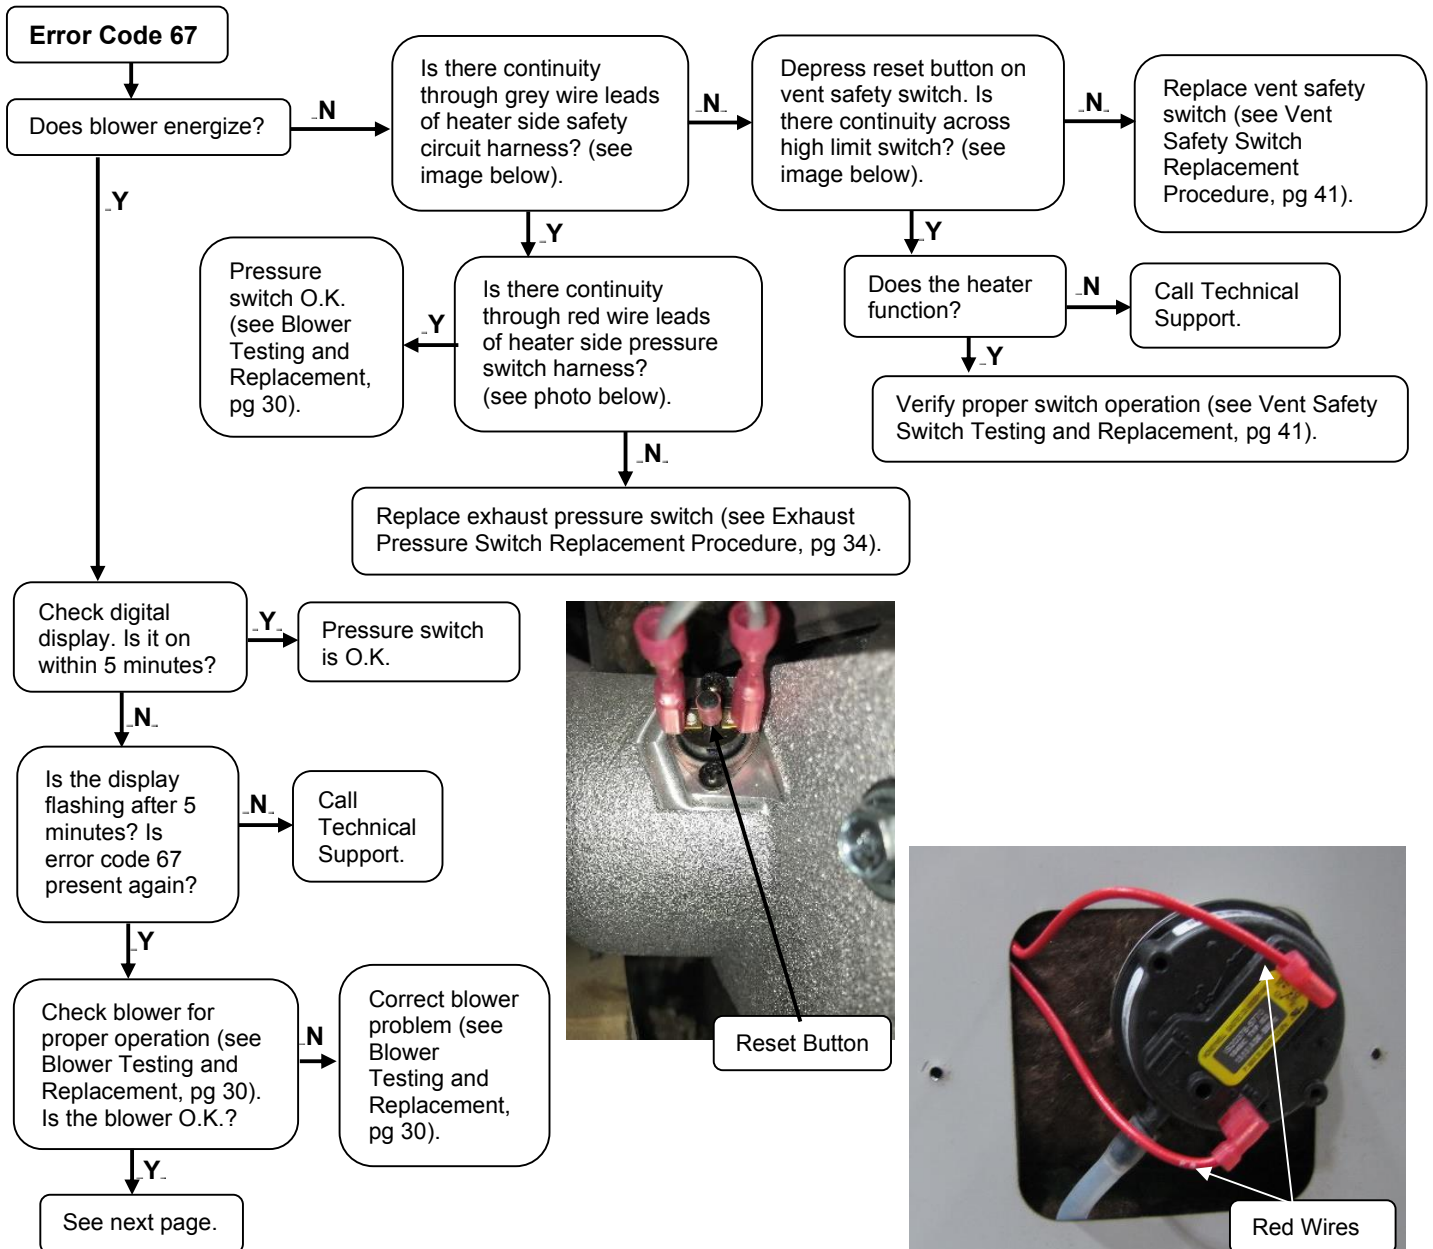 Error Code 67
Does blower energize?
N
Is there continuity
through grey wire leads
of heater side safety
circuit harness? (see
image below).
N
Depress reset button on
vent safety switch. Is
there continuity across
high limit switch? (see
image below).
N
Replace vent safety
switch (see Vent
Safety Switch
Replacement
Procedure, pg 41).
Y
Y
Y
Pressure
switch O.K.
(see Blower
Testing and
Replacement,
pg 30).
Y
Is there continuity
through red wire leads
of heater side pressure
switch harness?
(see photo below).
Does the heater
function?
N
Call Technical
Support.
Y
Verify proper switch operation (see Vent Safety
Switch Testing and Replacement, pg 41).
N
Replace exhaust pressure switch (see Exhaust
Pressure Switch Replacement Procedure, pg 34).
Check digital
display. Is it on
within 5 minutes?
Y
Pressure switch
is O.K.
N
Is the display
flashing after 5
minutes? Is
error code 67
present again?
N
Call
Technical
Support.
Y
Check blower for
proper operation (see
Blower Testing and
Replacement, pg 30).
Is the blower O.K.?
N
Correct blower
problem (see
Blower
Testing and
Replacement,
pg 30).
Y
See next page.
Reset Button
Red Wires